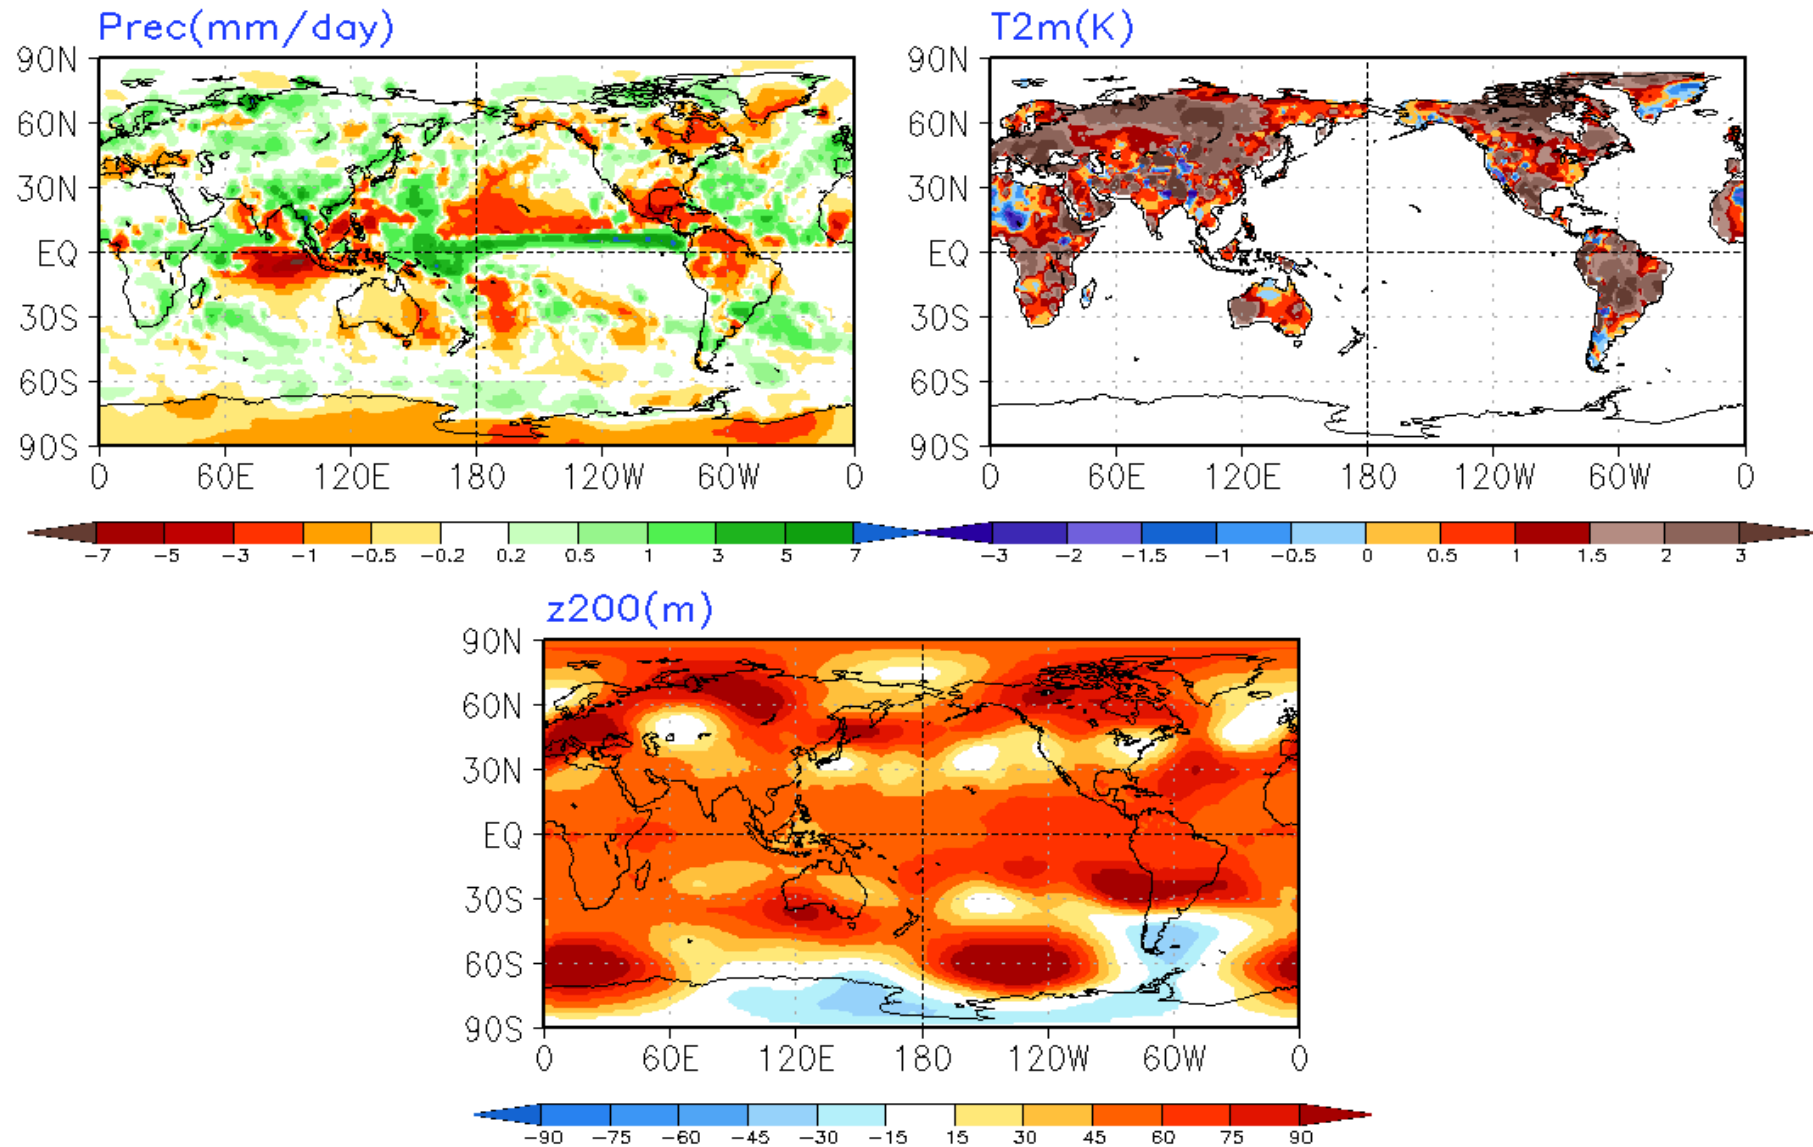 Prec(mm/day)
90N
60N
30N
EQ
30S
60S
90S
0 60E 120E 180 120W 60W 0
-7 -5 -3 -1 -0.5 -0.2 0.2 0.5 1 3 5 7
T2m(K)
90N
60N
30N
EQ
30S
60S
90S
0 60E 120E 180 120W 60W 0
-3 -2 -1.5 -1 -0.5 0 0.5 1 1.5 2 3
z200(m)
90N
60N
30N
EQ
30S
60S
90S
0 60E 120E 180 120W 60W 0
-90 -75 -60 -45 -30 -15 15 30 45 60 75 90